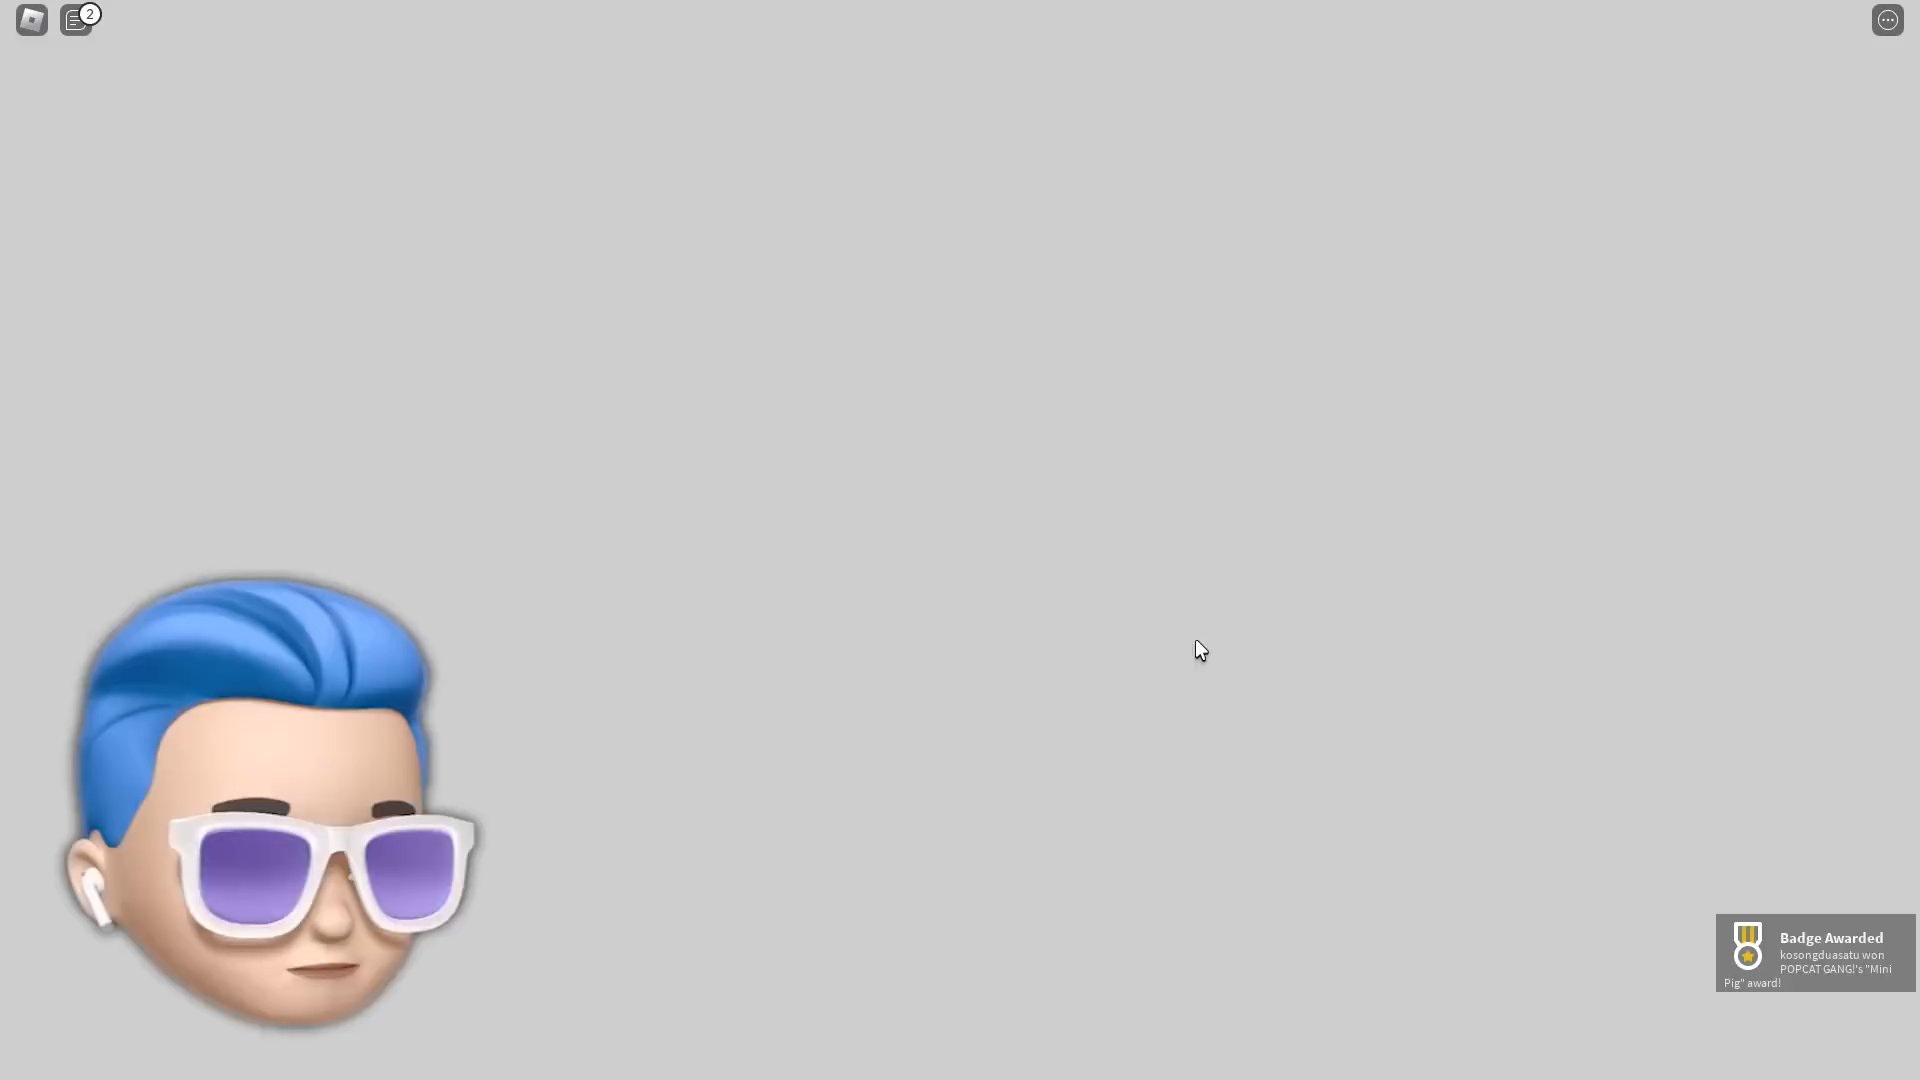 2
Badge Awarded
kosongduasatu won
POPCAT GANG!'s "Mini
Pig" award!